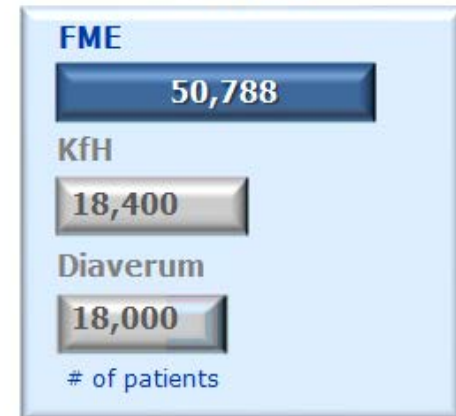 FME
50,788
KfH
18,400
Diaverum
18,000
# of patients